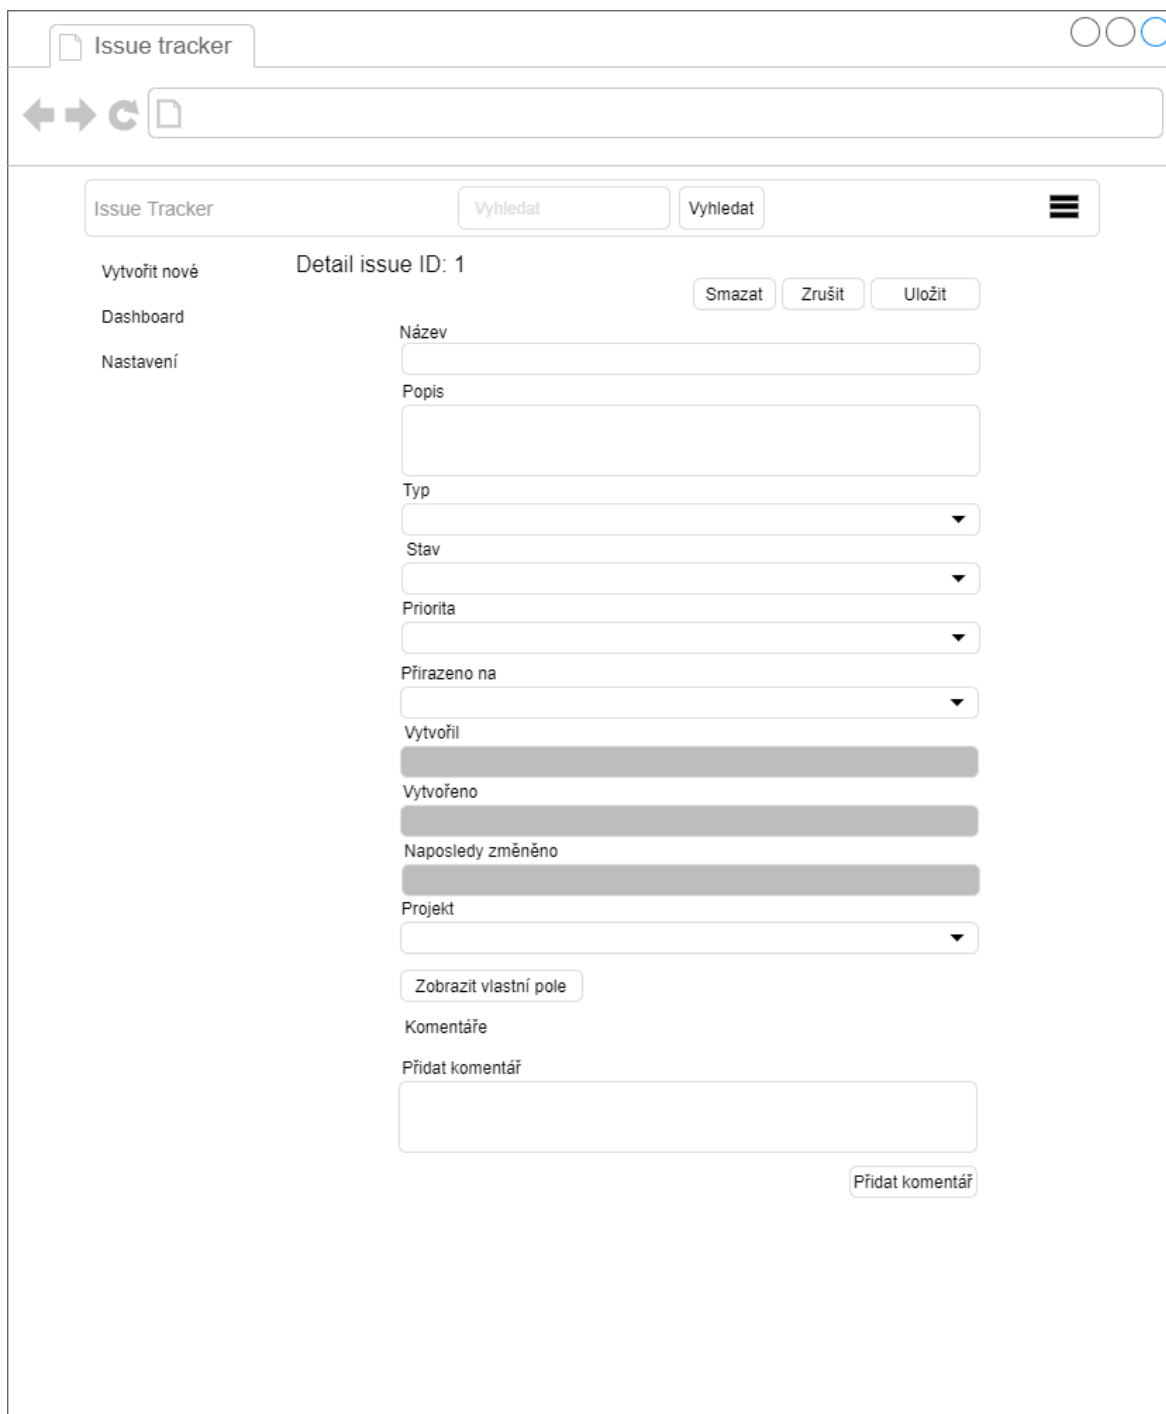 Issue tracker
Issue Tracker
Vyhledat
Vyhledat
Vytvořit nové
Dashboard
Nastavení
Detail issue ID: 1
Smazat
Zrušit
Uložit
Název
Popis
Typ
Stav
Priorita
Přirazeno na
Vytvořil
Vytvořeno
Naposledy změněno
Projekt
Zobrazit vlastní pole
Komentáře
Přidat komentář
Přidat komentář